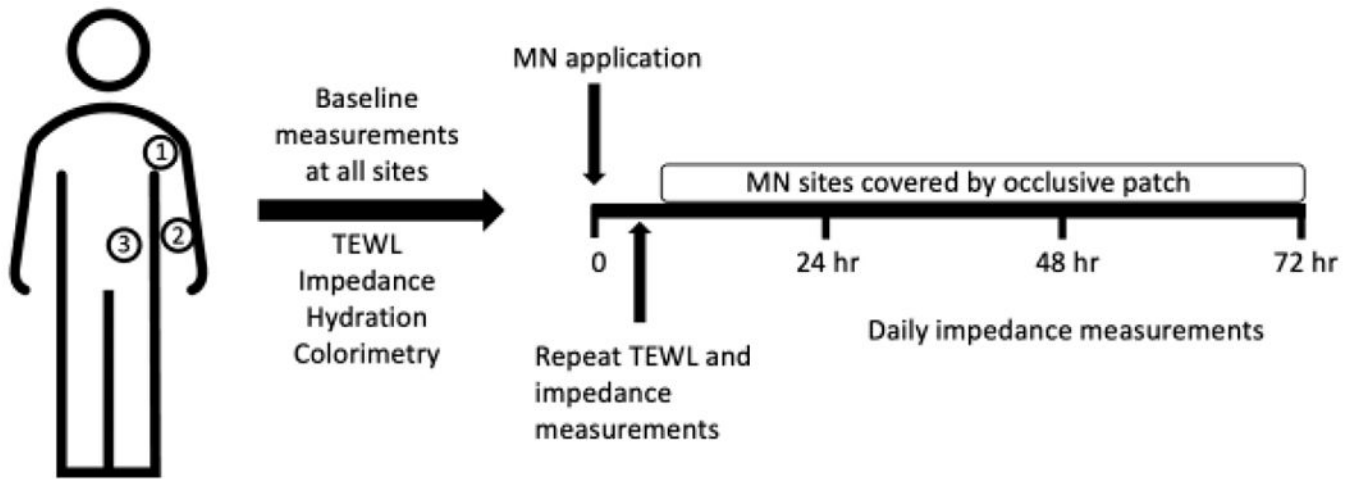 1
2
3
Baseline
measurements
at all sites
TEWL
Impedance
Hydration
Colorimetry
MN application
MN sites covered by occlusive patch
0
24 hr
48 hr
72 hr
Repeat TEWL and
impedance
measurements
Daily impedance measurements